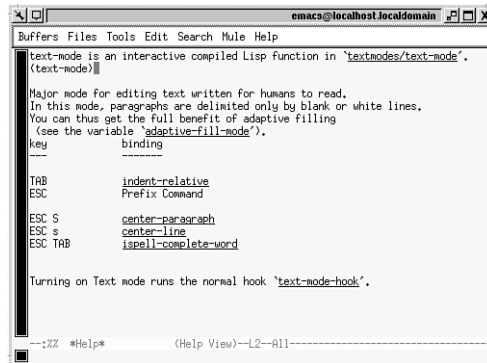 emacs@localhost.localdomain
Buffers Files Tools Edit Search Mule Help
text-mode is an interactive compiled Lisp function in `textmodes/text-mode'.
(text-mode)
Major mode for editing text written for humans to read.
In this mode, paragraphs are delimited only by blank or white lines.
You can thus get the full benefit of adaptive filling
(see the variable `adaptive-fill-mode').
key binding
--- -------
TAB indent-relative
ESC Prefix Command
ESC S center-paragraph
ESC s center-line
ESC TAB ispell-complete-word
Turning on Text mode runs the normal hook `text-mode-hook'.
--:%% *Help* (Help View)--L2--All----------------------------------